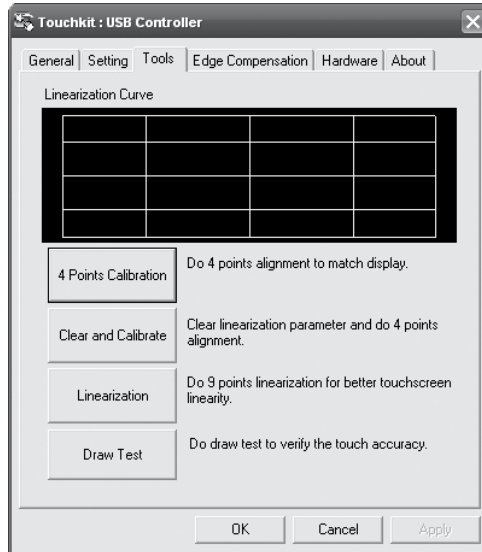 Touchkit : USB Controller
General Setting Tools Edge Compensation Hardware About
Linearization Curve
4 Points Calibration
Do 4 points alignment to match display.
Clear and Calibrate
Clear linearization parameter and do 4 points
alignment.
Linearization
Do 9 points linearization for better touchscreen
linearity.
Draw Test
Do draw test to verify the touch accuracy.
OK Cancel Apply